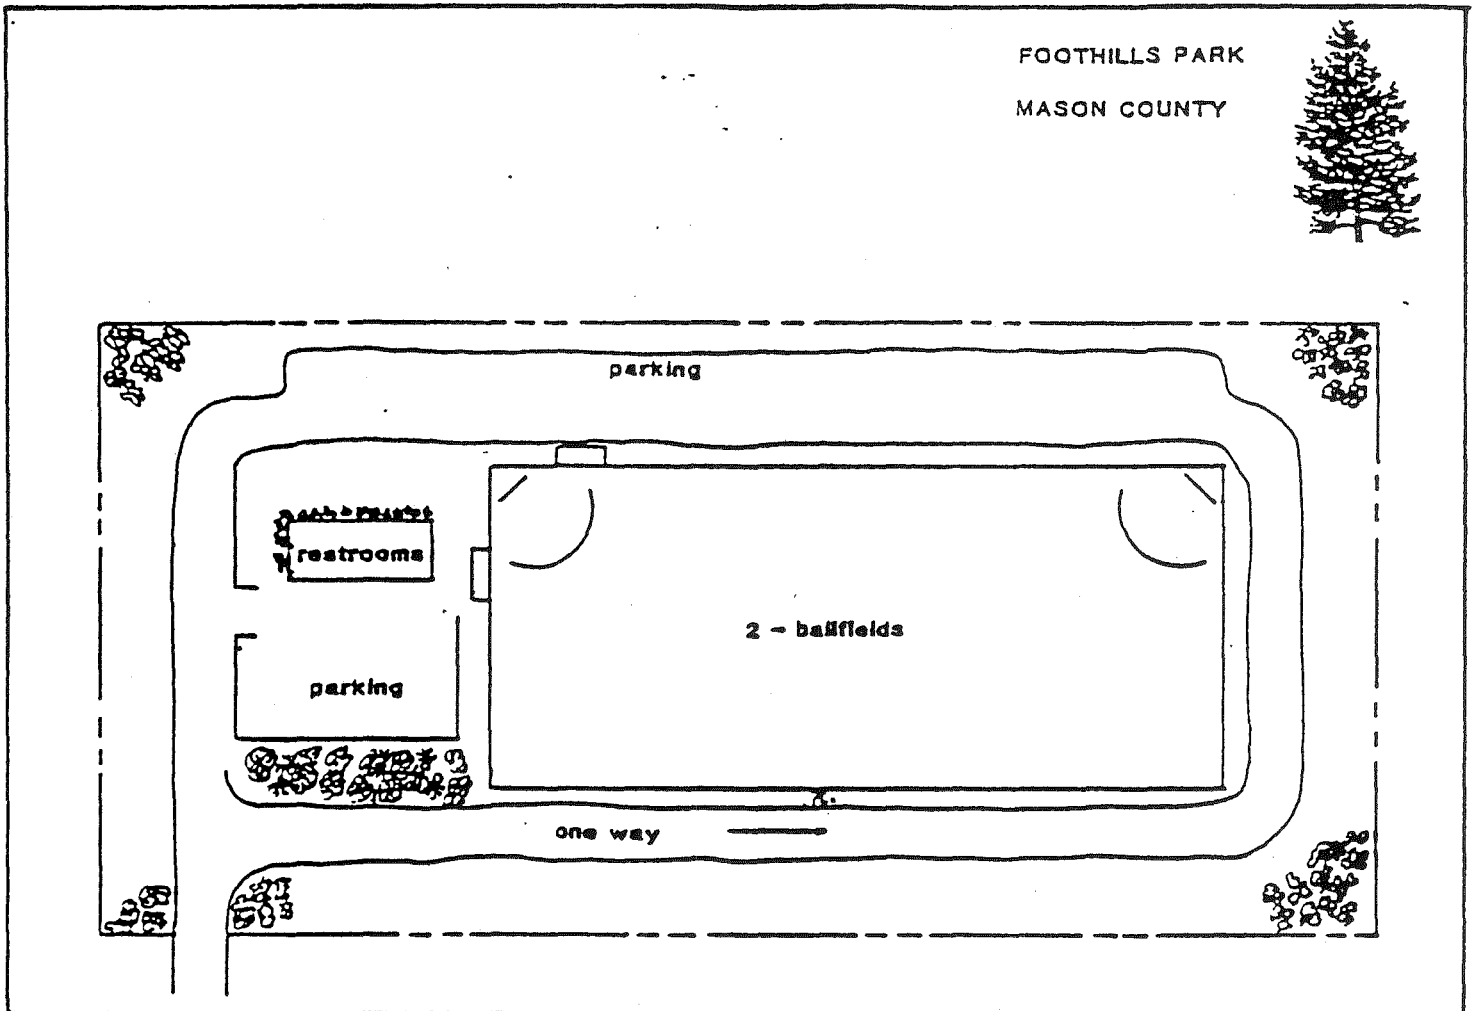 FOOTHILLS PARK
MASON COUNTY
parking
restrooms
2 - ballfields
parking
one way